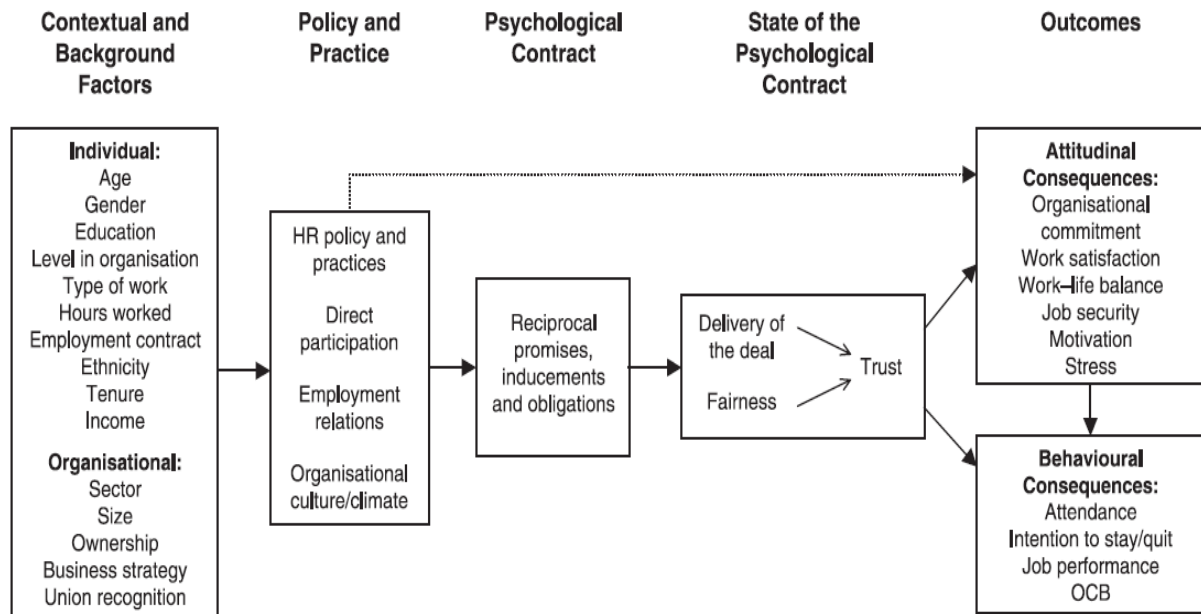 Contextual and
Background
Factors
Policy and
Practice
Psychological
Contract
State of the
Psychological
Contract
Outcomes
Individual:
Age
Gender
Education
Level in organisation
Type of work
Hours worked
Employment contract
Ethnicity
Tenure
Income
Organisational:
Sector
Size
Ownership
Business strategy
Union recognition
HR policy and
practices
Direct
participation
Employment
relations
Organisational
culture/climate
Reciprocal
promises,
inducements
and obligations
Delivery of
the deal
Fairness
Trust
Attitudinal
Consequences:
Organisational
commitment
Work satisfaction
Work–life balance
Job security
Motivation
Stress
Behavioural
Consequences:
Attendance
Intention to stay/quit
Job performance
OCB